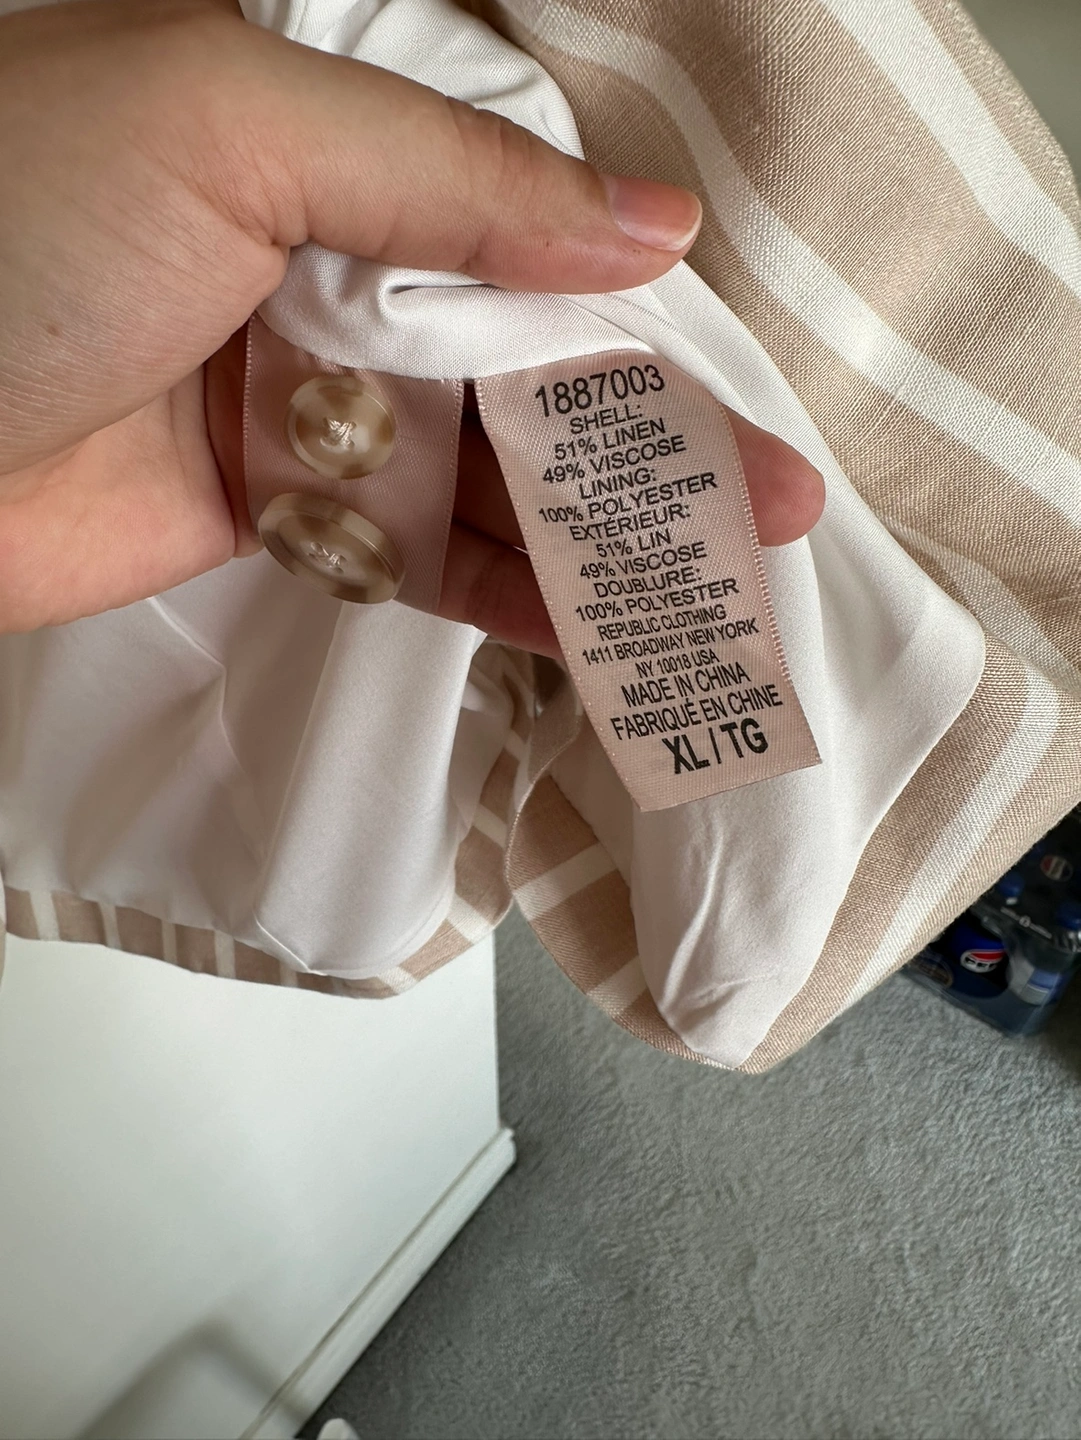 1887003
SHELL:
51% LINEN
49% VISCOSE
LINING:
100% POLYESTER
EXTÉRIEUR:
51% LIN
49% VISCOSE
DOUBLURE:
100% POLYESTER
REPUBLIC CLOTHING
1411 BROADWAY NEW YORK
NY 10018 USA
MADE IN CHINA
FABRIQUÉ EN CHINE
XL / TG